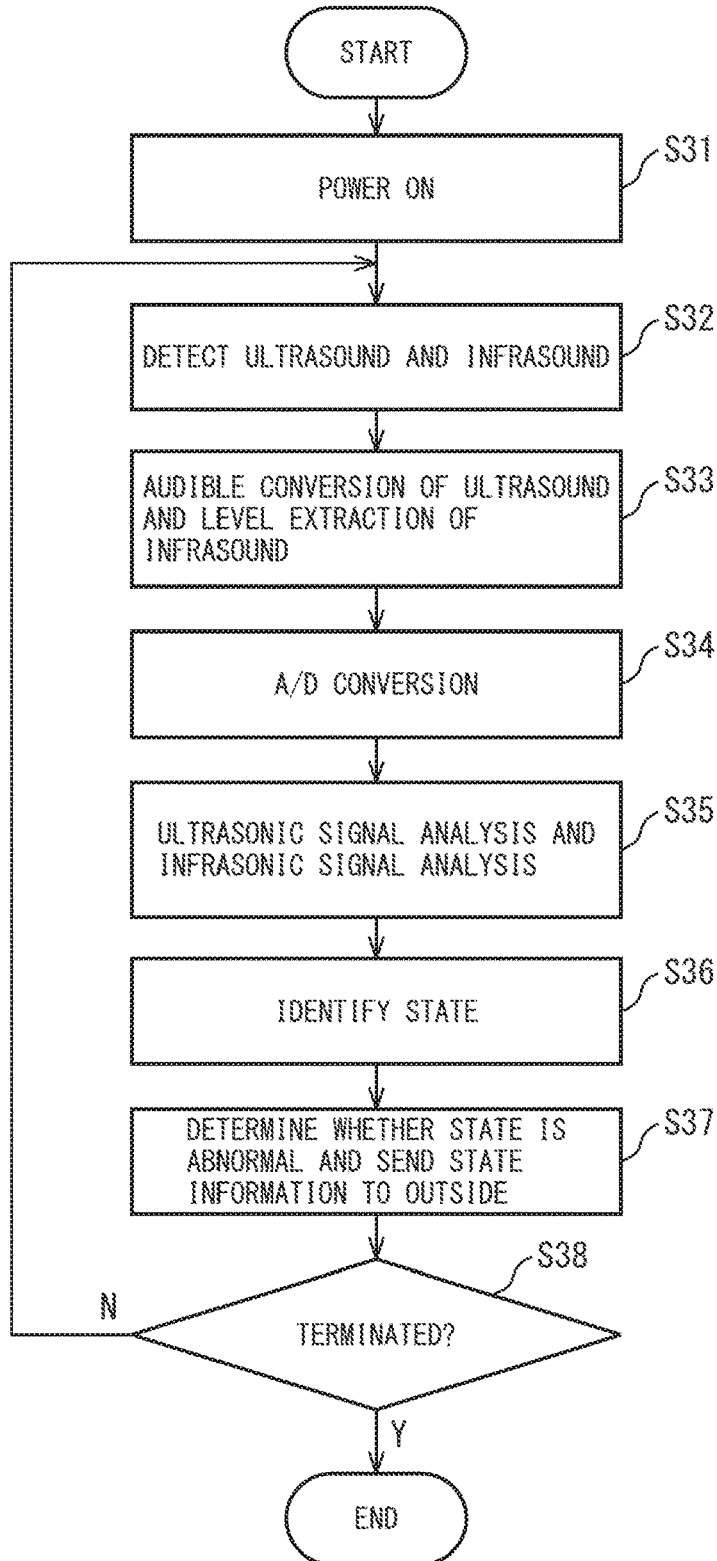 START
POWER ON
S31
DETECT ULTRASOUND AND INFRASOUND
S32
AUDIBLE CONVERSION OF ULTRASOUND
AND LEVEL EXTRACTION OF
INFRASOUND
S33
A/D CONVERSION
S34
ULTRASONIC SIGNAL ANALYSIS AND
INFRASONIC SIGNAL ANALYSIS
S35
IDENTIFY STATE
S36
DETERMINE WHETHER STATE IS
ABNORMAL AND SEND STATE
INFORMATION TO OUTSIDE
S37
TERMINATED?
S38
N
Y
END